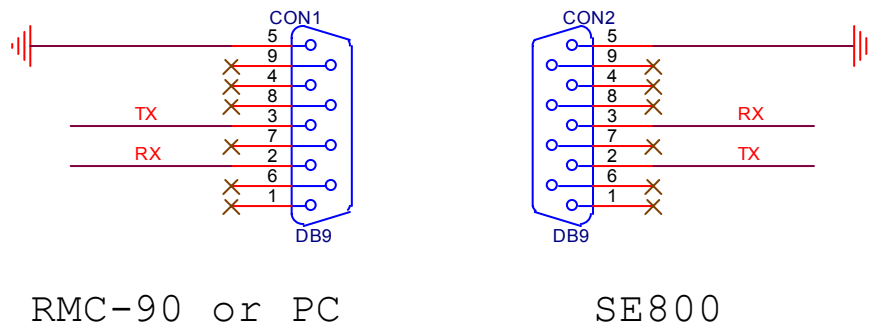 CON1 CON2
5 5
9 9
4 4
8 8
TX 3 3 RX
7 7
RX 2 2 TX
6 6
1 1
DB9 DB9
RMC-90 or PC SE800